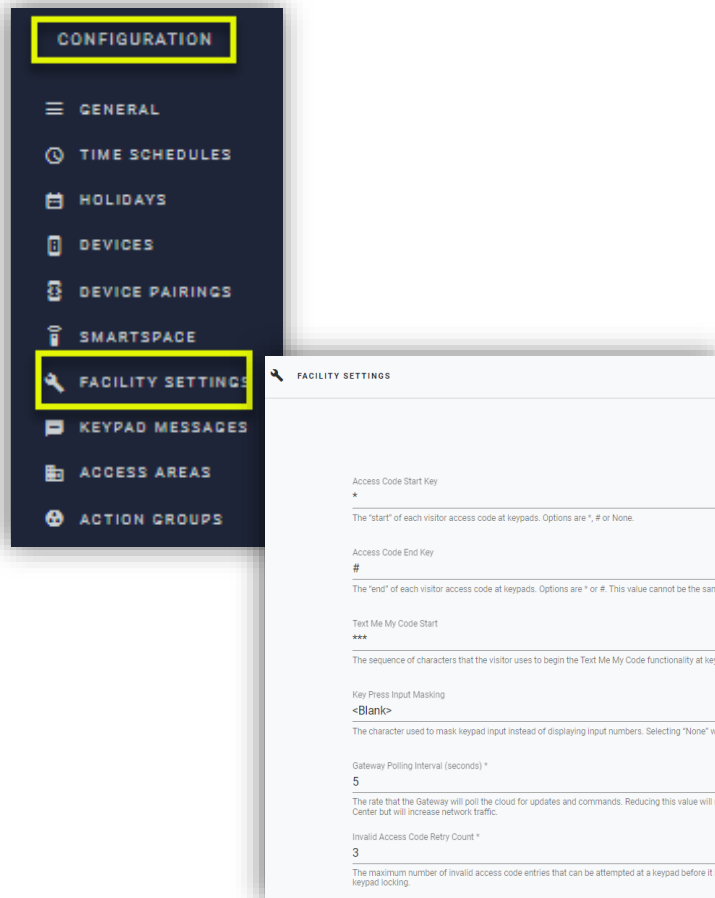 CONFIGURATION
GENERAL
TIME SCHEDULES
HOLIDAYS
DEVICES
DEVICE PAIRINGS
SMARTSPACE
FACILITY SETTINGS
KEYPAD MESSAGES
ACCESS AREAS
ACTION GROUPS
FACILITY SETTINGS
Access Code Start Key
*
The "start" of each visitor access code at keypads. Options are *, # or None.
Access Code End Key
#
The "end" of each visitor access code at keypads. Options are * or #. This value cannot be the
Text Me My Code Start
***
The sequence of characters that the visitor uses to begin the Text Me My Code functionality at
Key Press Input Masking
<Blank>
The character used to mask keypad input instead of displaying input numbers. Selecting "None"
Gateway Polling Interval (seconds) *
5
The rate that the Gateway will poll the cloud for updates and commands. Reducing this value will
Center but will increase network traffic.
Invalid Access Code Retry Count *
3
The maximum number of invalid access code entries that can be attempted at a keypad before it
keypad locking.